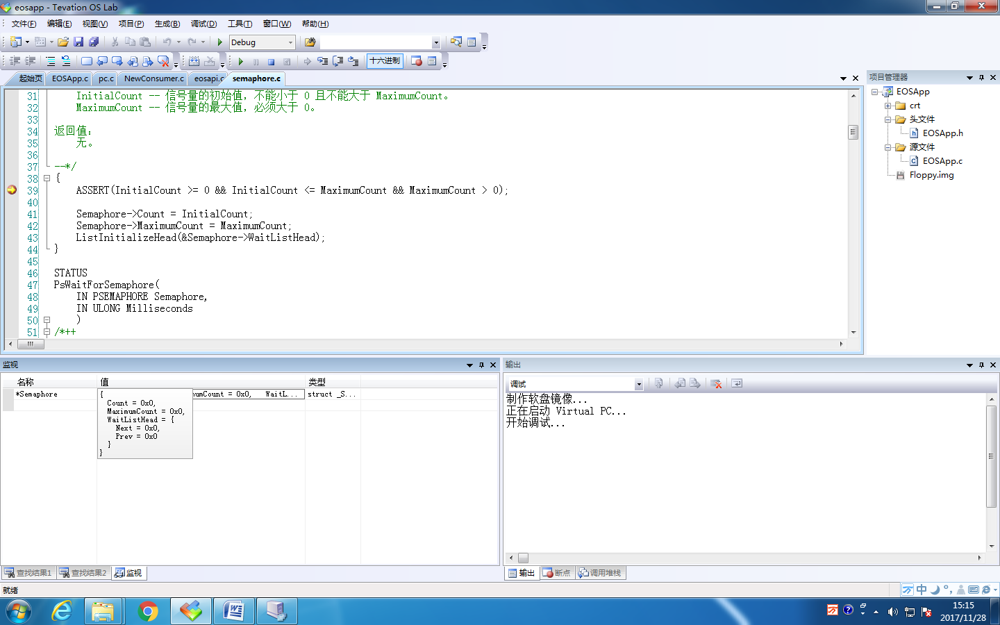 eosapp - Tevation OS Lab
文件(F) 编辑(E) 视图(V) 项目(P) 生成(B) 调试(D) 工具(T) 窗口(W) 帮助(H)
Debug
十六进制
起始页 EOSApp.c pc.c NewConsumer.c eosapi.c semaphore.c
31 InitialCount -- 信号量的初始值，不能小于 0 且不能大于 MaximumCount。
32 MaximumCount -- 信号量的最大值，必须大于 0。
33
34 返回值：
35 无。
36
37 --*/
38 {
39 ASSERT(InitialCount >= 0 && InitialCount <= MaximumCount && MaximumCount > 0);
40
41 Semaphore->Count = InitialCount;
42 Semaphore->MaximumCount = MaximumCount;
43 ListInitializeHead(&Semaphore->WaitListHead);
44 }
45
46 STATUS
47 PsWaitForSemaphore(
48 IN PSEMAPHORE Semaphore,
49 IN ULONG Milliseconds
50 )
51 /*++
项目管理器
EOSApp
crt
头文件
EOSApp.h
源文件
EOSApp.c
Floppy.img
监视
名称 值 类型
*Semaphore mumCount = 0x0, WaitL... struct _S...
{
Count = 0x0,
MaximumCount = 0x0,
WaitListHead = {
Next = 0x0,
Prev = 0x0
}
}
查找结果1 查找结果2 监视
输出
调试
制作软盘镜像...
正在启动 Virtual PC...
开始调试...
输出 断点 调用堆栈
就绪
中
15:15
2017/11/28